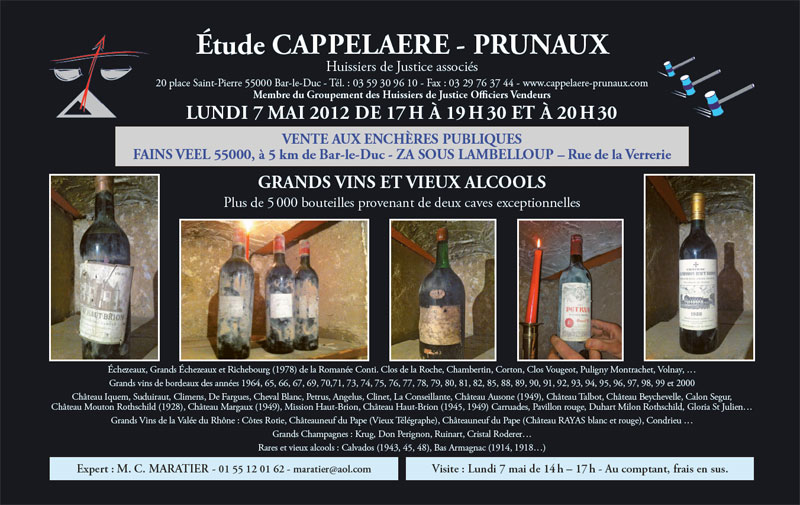 Étude CAPPELAERE - PRUNAUX
Huissiers de Justice associés
20 place Saint-Pierre 55000 Bar-le-Duc - Tél. : 03 59 30 96 10 - Fax : 03 29 76 37 44 - www.cappelaere-prunaux.com
Membre du Groupement des Huissiers de Justice Officiers Vendeurs
LUNDI 7 MAI 2012 DE 17 H À 19 H 30 ET À 20 H 30
VENTE AUX ENCHÈRES PUBLIQUES
FAINS VEEL 55000, à 5 km de Bar-le-Duc - ZA SOUS LAMBELLOUP – Rue de la Verrerie
GRANDS VINS ET VIEUX ALCOOLS
Plus de 5 000 bouteilles provenant de deux caves exceptionnelles
HAUT BRION
PETRUS
Échezeaux, Grands Échezeaux et Richebourg (1978) de la Romanée Conti. Clos de la Roche, Chambertin, Corton, Clos Vougeot, Puligny Montrachet, Volnay, …
Grands vins de bordeaux des années 1964, 65, 66, 67, 69, 70,71, 73, 74, 75, 76, 77, 78, 79, 80, 81, 82, 85, 88, 89, 90, 91, 92, 93, 94, 95, 96, 97, 98, 99 et 2000
Château Iquem, Suduiraut, Climens, De Fargues, Cheval Blanc, Petrus, Angelus, Clinet, La Conseillante, Château Ausone (1949), Château Talbot, Château Beychevelle, Calon Segur,
Château Mouton Rothschild (1928), Château Margaux (1949), Mission Haut-Brion, Château Haut-Brion (1945, 1949) Carruades, Pavillon rouge, Duhart Milon Rothschild, Gloria St Julien…
Grands Vins de la Valée du Rhône : Côtes Rotie, Châteauneuf du Pape (Vieux Télégraphe), Châteauneuf du Pape (Château RAYAS blanc et rouge), Condrieu …
Grands Champagnes : Krug, Don Perignon, Ruinart, Cristal Roderer…
Rares et vieux alcools : Calvados (1943, 45, 48), Bas Armagnac (1914, 1918…)
Expert : M. C. MARATIER - 01 55 12 01 62 - maratier@aol.com
Visite : Lundi 7 mai de 14 h – 17 h - Au comptant, frais en sus.